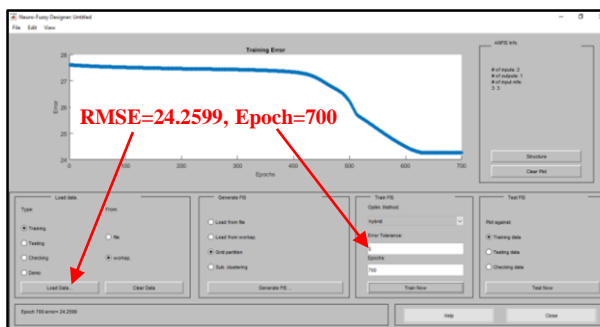 Neuro-Fuzzy Designer: Untitled
File Edit View
Training Error
28
27
26
25
24
Error
0 100 200 300 400 500 600 700
Epochs
RMSE=24.2599, Epoch=700
ANFIS Info
# of inputs: 2
# of outputs: 1
# of input mfs:
3 3
Structure
Clear Plot
Load data
Type:
From:
Training
Testing
Checking
Demo
file
worksp.
Load Data...
Clear Data
Generate FIS
Load from file
Load from worksp.
Grid partition
Sub. clustering
Generate FIS ...
Train FIS
Optim. Method:
hybrid
Error Tolerance:
Epochs:
700
Train Now
Test FIS
Plot against:
Training data
Testing data
Checking data
Test Now
Epoch 700:error= 24.2599
Help
Close